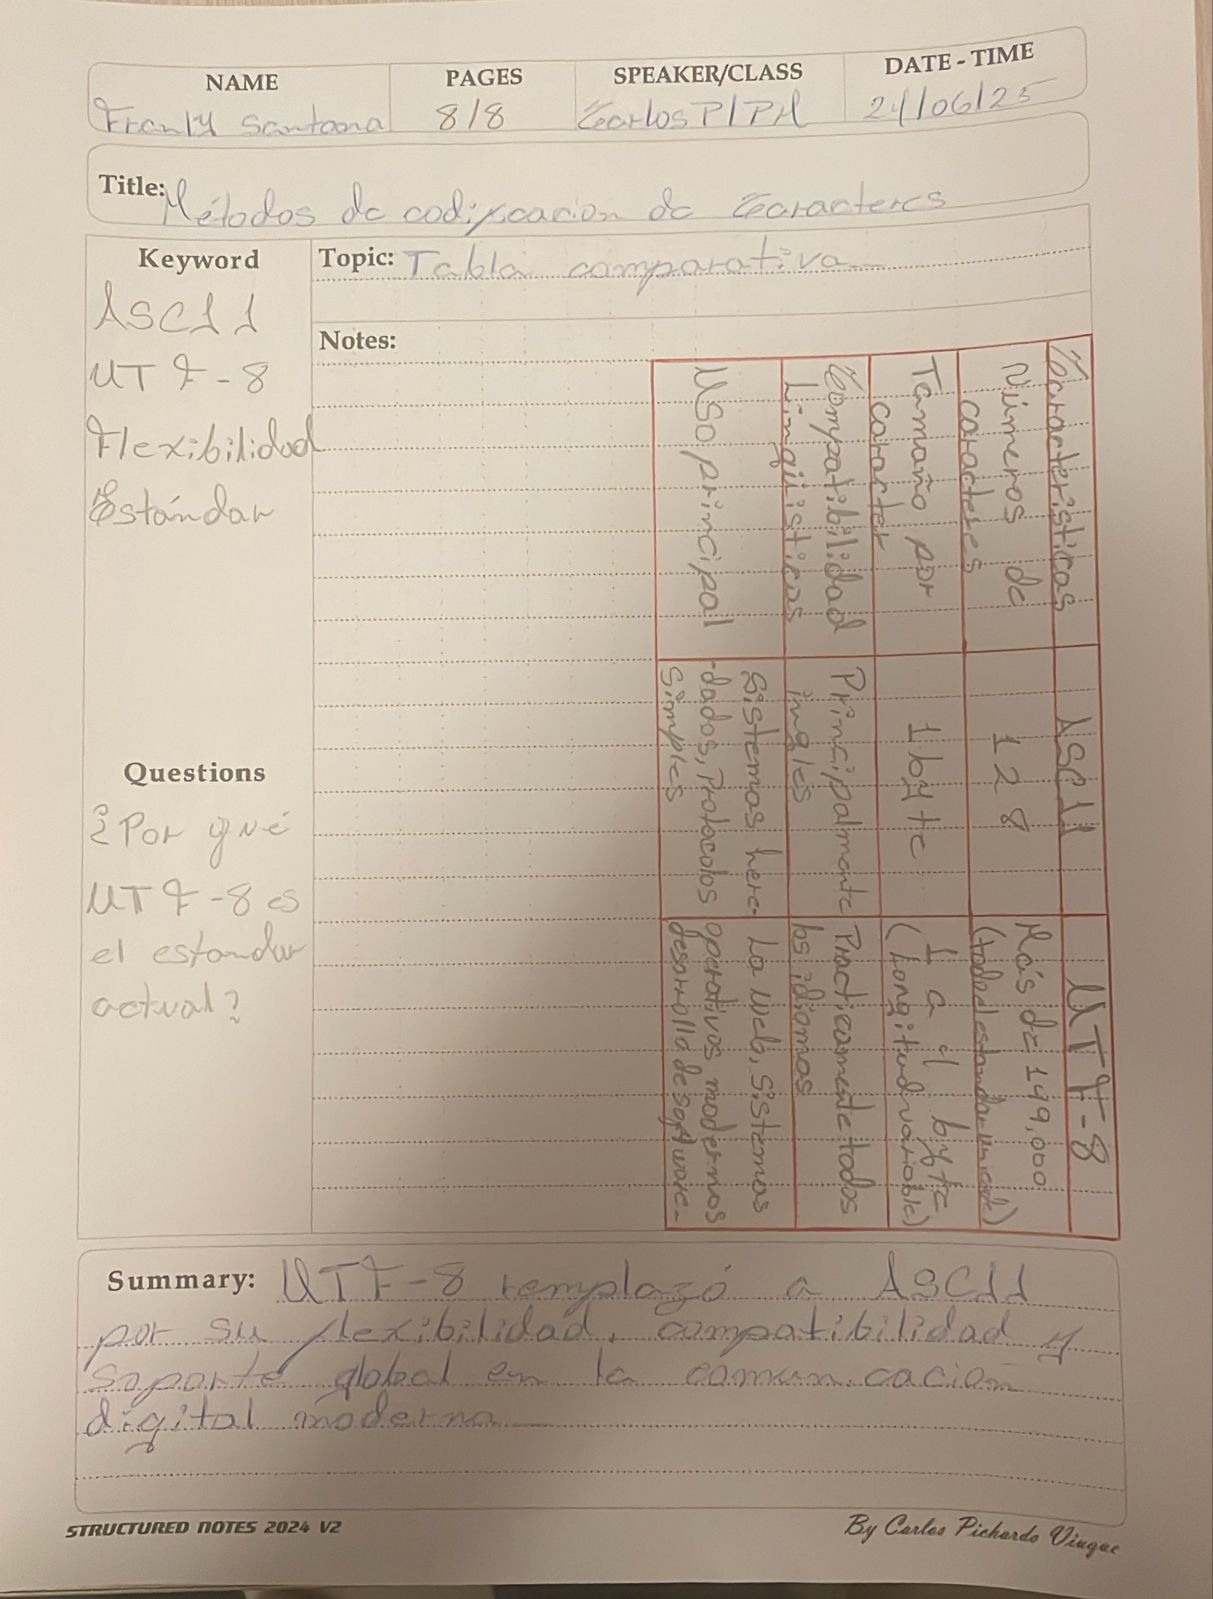 NAME PAGES SPEAKER/CLASS DATE - TIME
Franly Santana 8/8 Carlos P/PA 24/06/25
Title: Métodos de codificación de Caracteres
Keyword
ASCII
UTF-8
Flexibilidad
Estándar
Questions
¿Por qué
UTF-8 es
el estandar
actual?
Topic: Tabla comparativa
Notes:
Características ASCII UTF-8
Números de
caracteres
128
Más de 149,000
(todo el estandar unicode)
Tamaño por
caracter
1 byte
1 a 4 byte
(Longitud variable)
Compatibilidad
Lingüísticas
Principalmente
ingles
Practicamente todos
los idiomas
Uso principal
Sistemas here-
dados, Protocolos
Simples
La web, Sistemas
operativos modernos
desarrollo de software-
Summary: UTF-8 remplazó a ASCII
por su flexibilidad, compatibilidad y
soporte global en la comunicación
digital moderna
STRUCTURED NOTES 2024 V2
By Carlos Pichardo Viuque